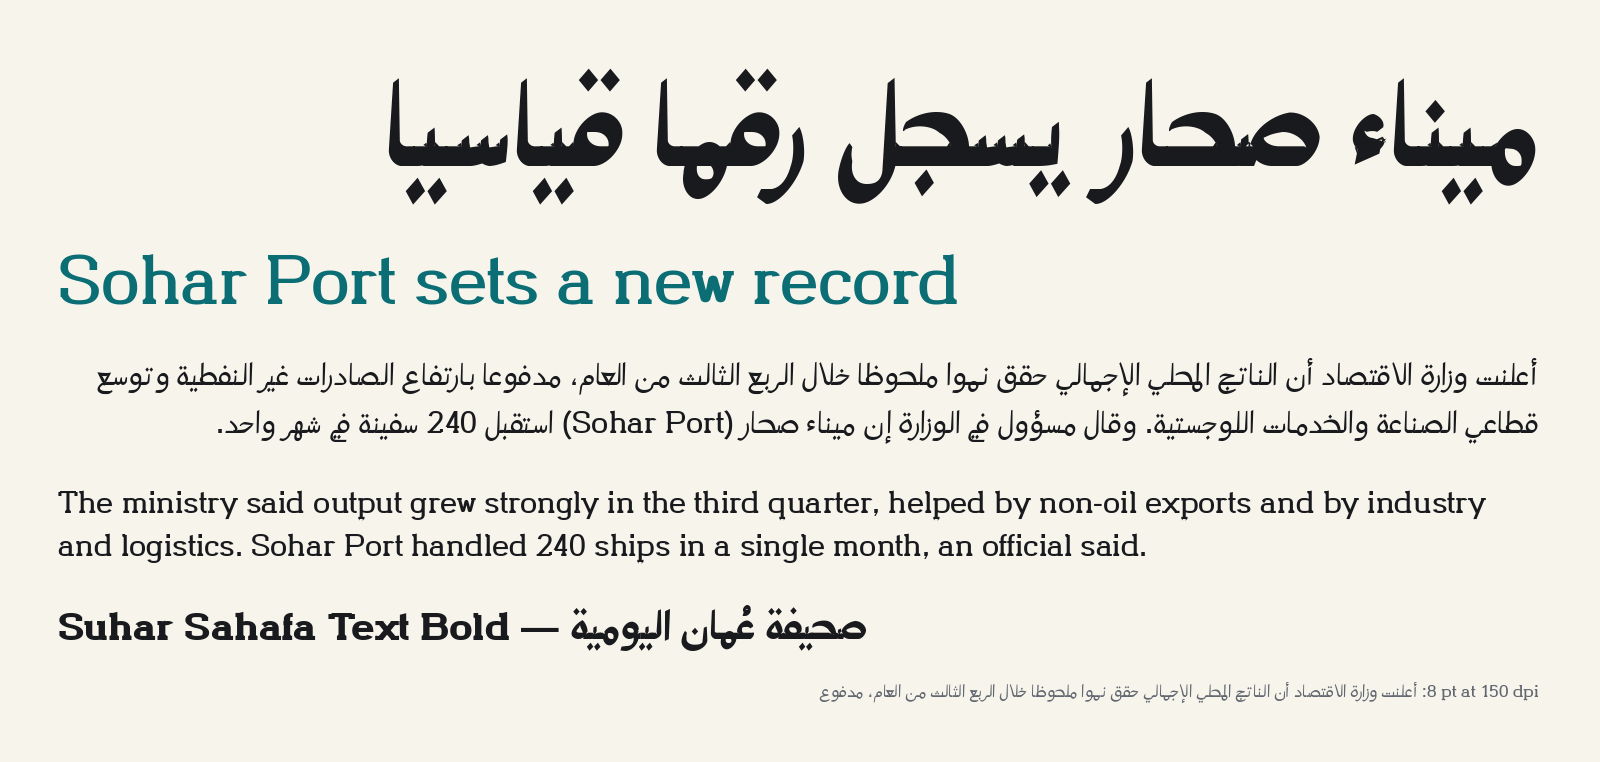 ميناء صحار يسجل رقما قياسيا
Sohar Port sets a new record
أعلنت وزارة الاقتصاد أن الناتج المحلي الإجمالي حقق نموا ملحوظا خلال الربع الثالث من العام، مدفوعا بارتفاع الصادرات غير النفطية وتوسع
قطاعي الصناعة والخدمات اللوجستية. وقال مسؤول في الوزارة إن ميناء صحار (Sohar Port) استقبل 240 سفينة في شهر واحد.
The ministry said output grew strongly in the third quarter, helped by non-oil exports and by industry
and logistics. Sohar Port handled 240 ships in a single month, an official said.
Suhar Sahafa Text Bold — صحيفة عُمان اليومية
8 pt at 150 dpi: أعلنت وزارة الاقتصاد أن الناتج المحلي الإجمالي حقق نموا ملحوظا خلال الربع الثالث من العام، مدفوع